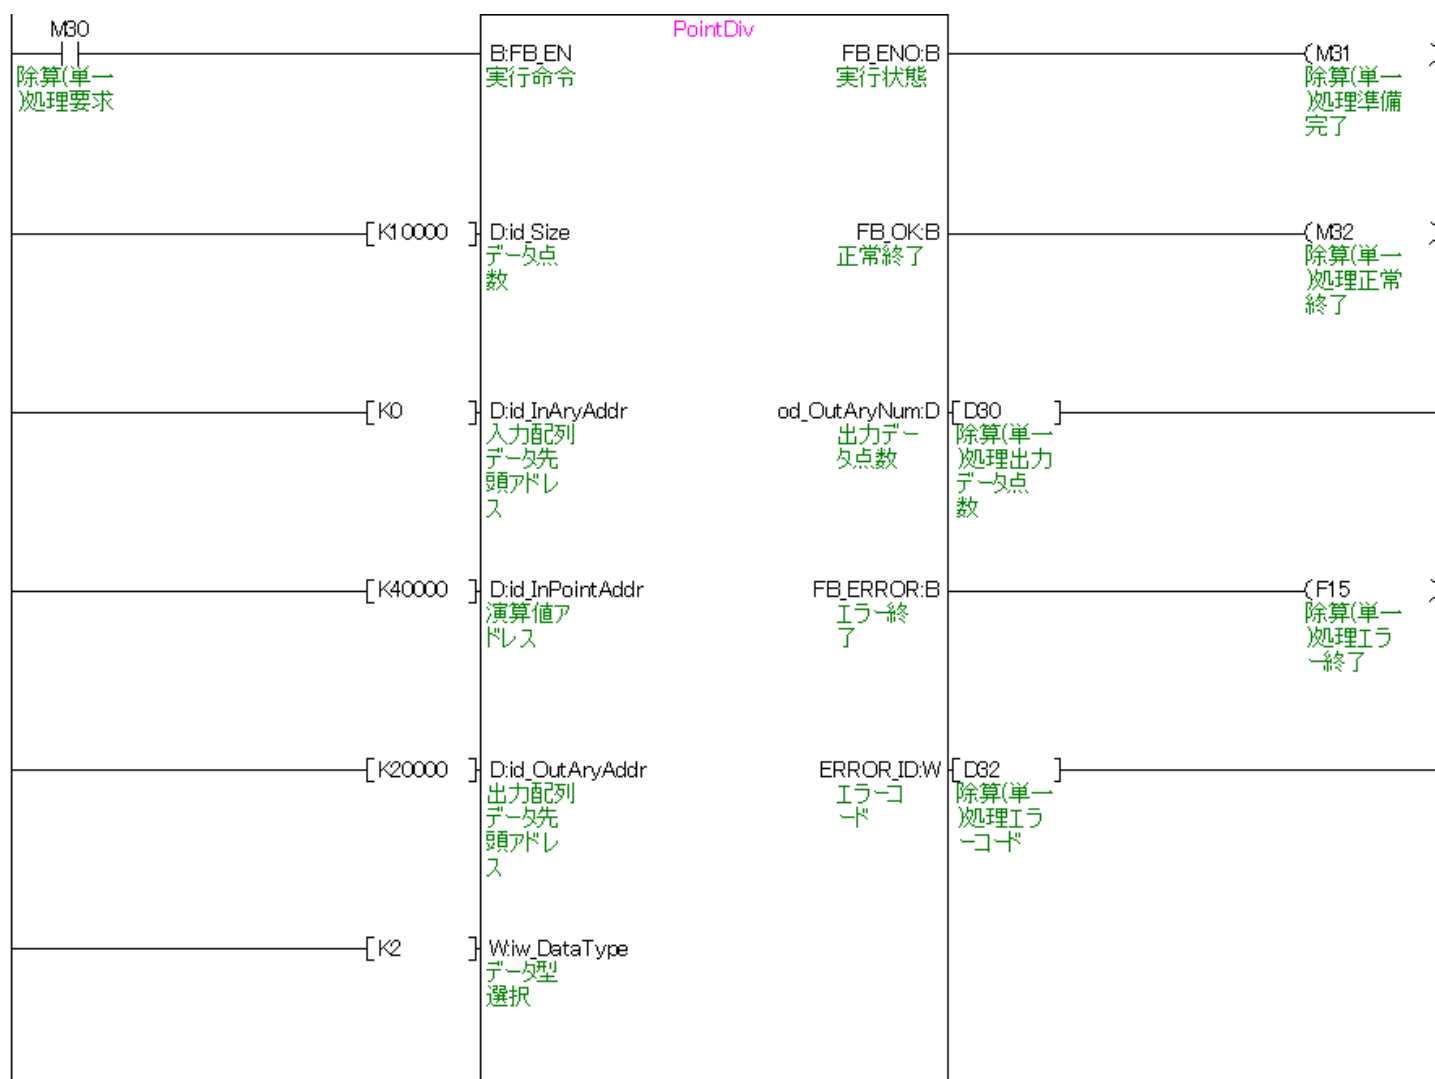 M30
除算(単一
)処理要求
PointDiv
B:FB_EN
実行命令
FB_ENO:B
実行状態
M31
除算(単一
)処理準備
完了
K10000
D:id_Size
データ点
数
FB_OK:B
正常終了
M32
除算(単一
)処理正常
終了
K0
D:id_InAryAddr
入力配列
データ先
頭アドレ
ス
od_OutAryNum:D
出力デー
タ点数
D30
除算(単一
)処理出力
データ点
数
K40000
D:id_InPointAddr
演算値ア
ドレス
FB_ERROR:B
エラー終
了
F15
除算(単一
)処理エラ
ー終了
K20000
D:id_OutAryAddr
出力配列
データ先
頭アドレ
ス
ERROR_ID:W
エラーコ
ード
D32
除算(単一
)処理エラ
ーコード
K2
W:iw_DataType
データ型
選択